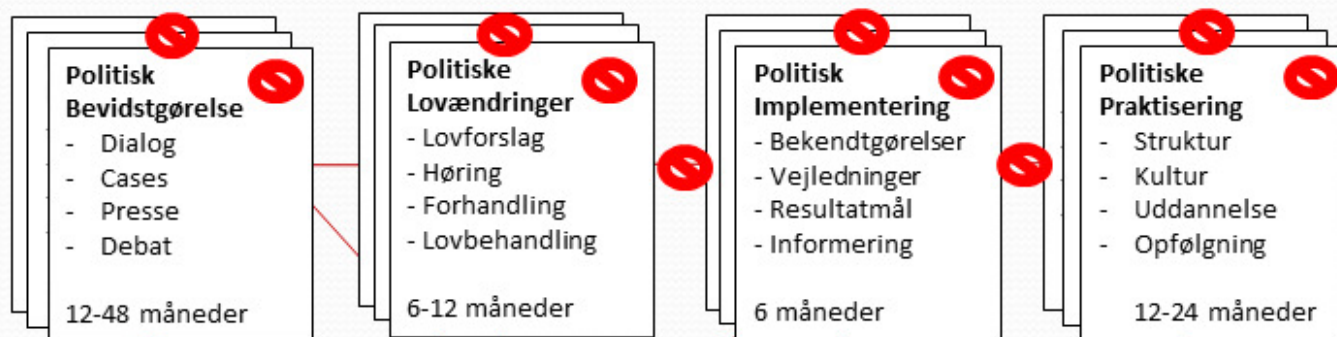 Politisk
Bevidstgørelse
- Dialog
- Cases
- Presse
- Debat
12-48 måneder
Politiske
Lovændringer
- Lovforslag
- Høring
- Forhandling
- Lovbehandling
6-12 måneder
Politisk
Implementering
- Bekendtgørelser
- Vejledninger
- Resultatmål
- Informering
6 måneder
Politiske
Praktisering
- Struktur
- Kultur
- Uddannelse
- Opfølgning
12-24 måneder